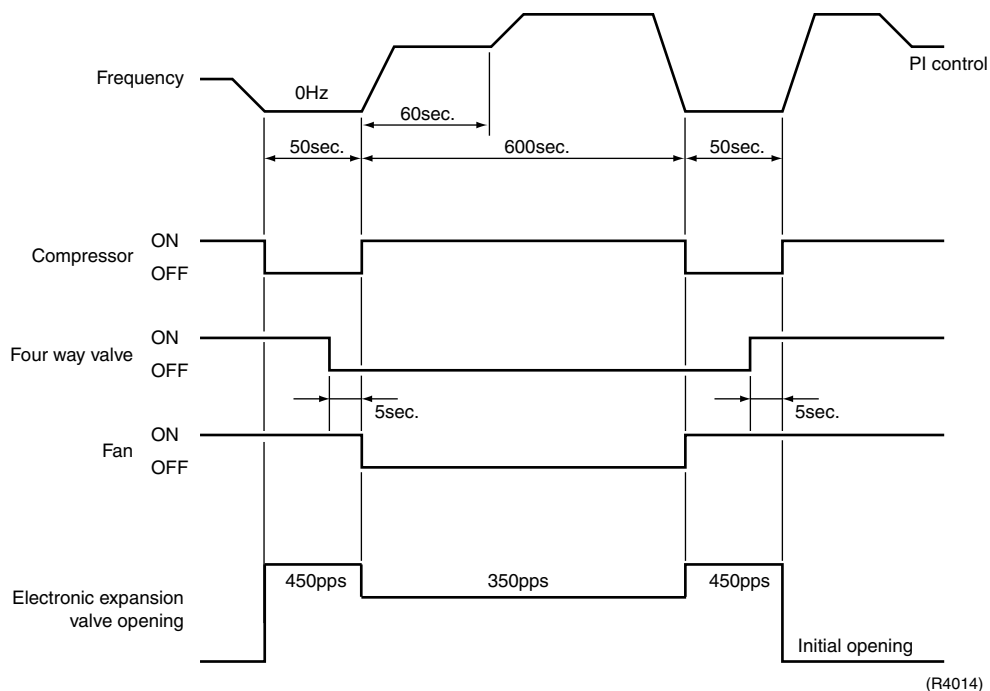 PI control
Frequency
0Hz
60sec.
50sec.
600sec.
50sec.
ON
Compressor
OFF
ON
Four way valve
OFF
5sec.
5sec.
ON
Fan
OFF
450pps
350pps
450pps
Electronic expansion
valve opening
Initial opening
(R4014)